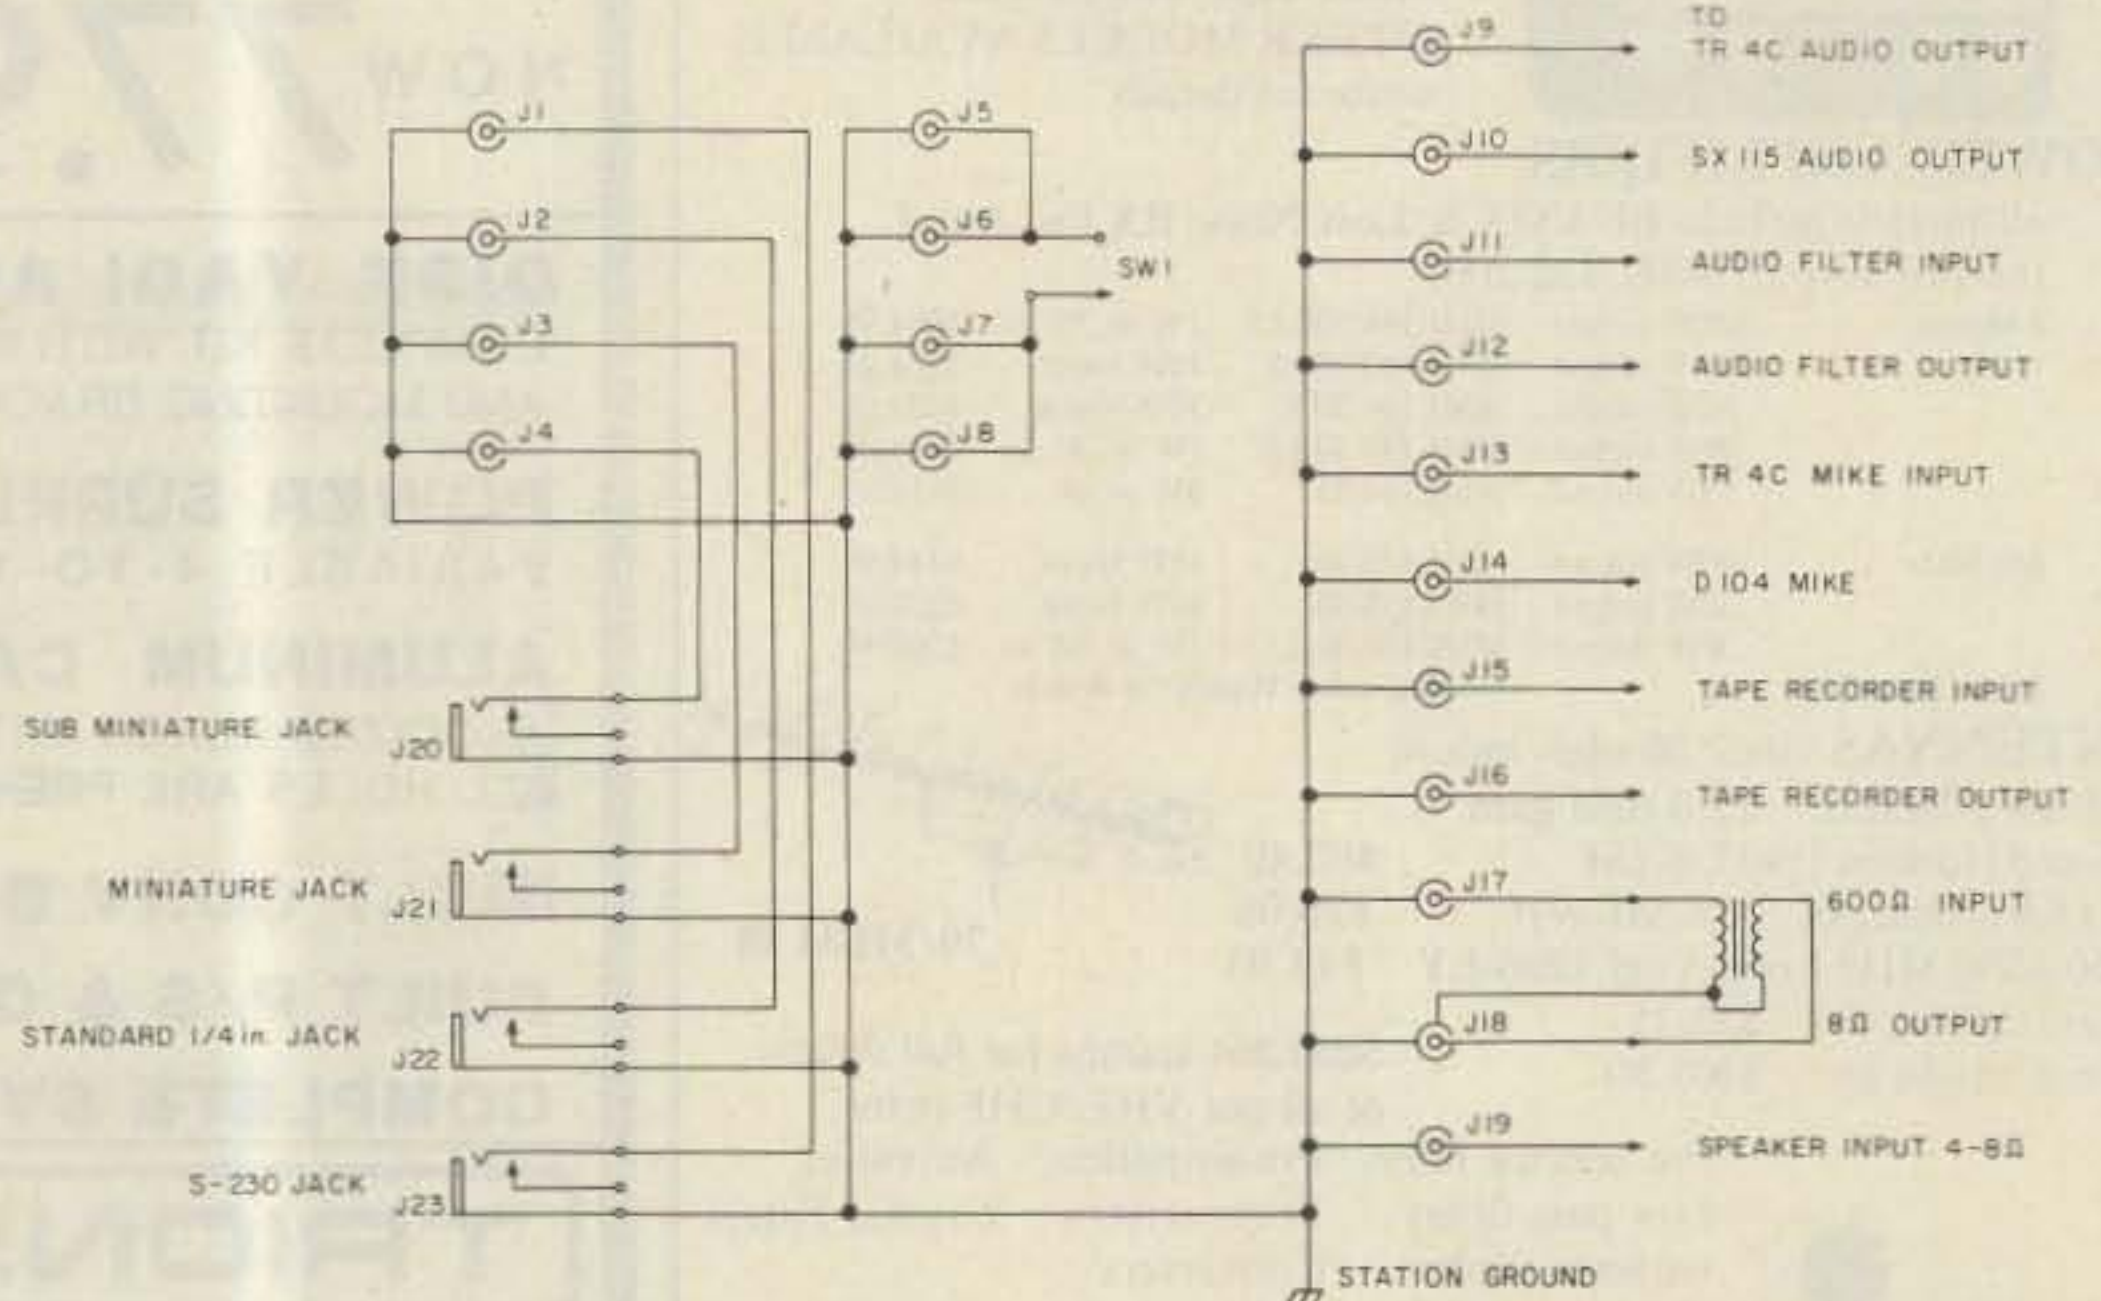 J1
J2
J3
J4
J5
J6
SW1
J7
J8
J9
TO
TR 4C AUDIO OUTPUT
J10
SX 115 AUDIO OUTPUT
J11
AUDIO FILTER INPUT
J12
AUDIO FILTER OUTPUT
J13
TR 4C MIKE INPUT
J14
D 104 MIKE
J15
TAPE RECORDER INPUT
J16
TAPE RECORDER OUTPUT
J17
600Ω INPUT
J18
8Ω OUTPUT
J19
SPEAKER INPUT 4-8Ω
SUB MINIATURE JACK
J20
MINIATURE JACK
J21
STANDARD 1/4 in. JACK
J22
S-230 JACK
J23
STATION GROUND